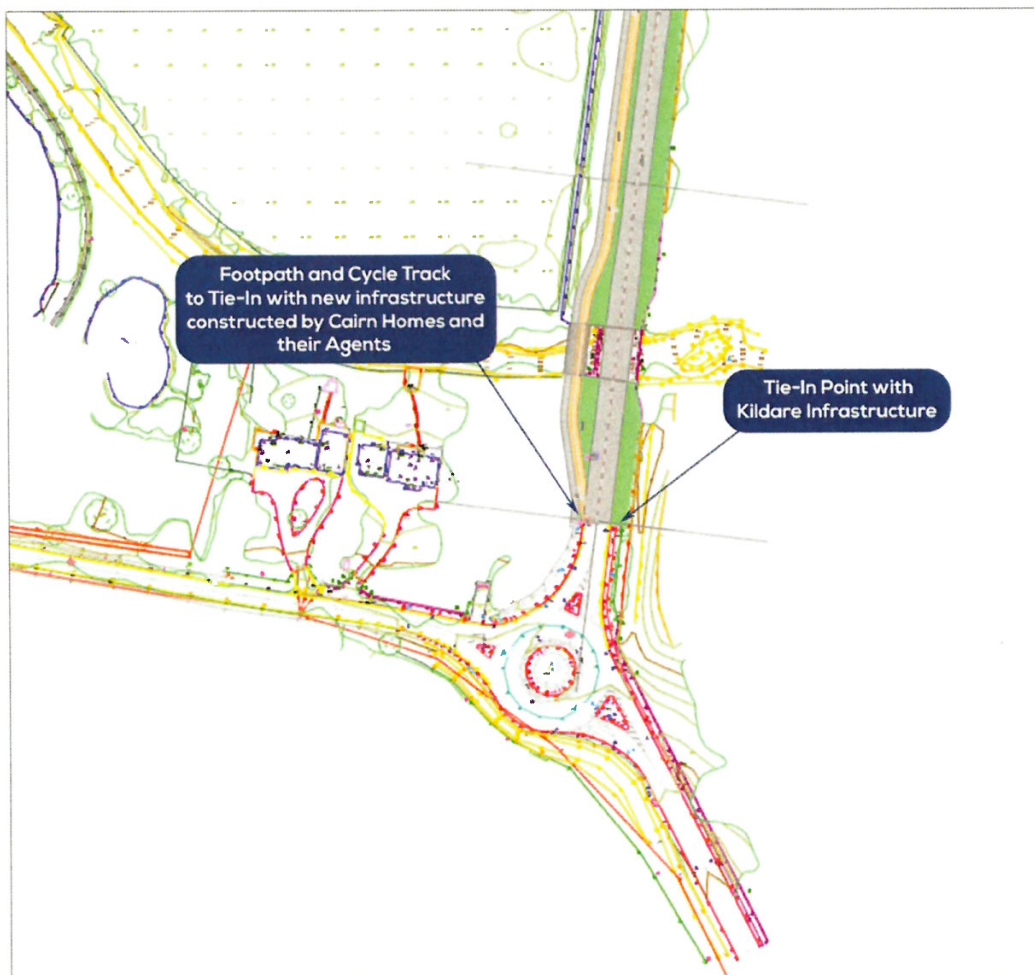 Footpath and Cycle Track
to Tie-In with new infrastructure
constructed by Cairn Homes and
their Agents
Tie-In Point with
Kildare Infrastructure